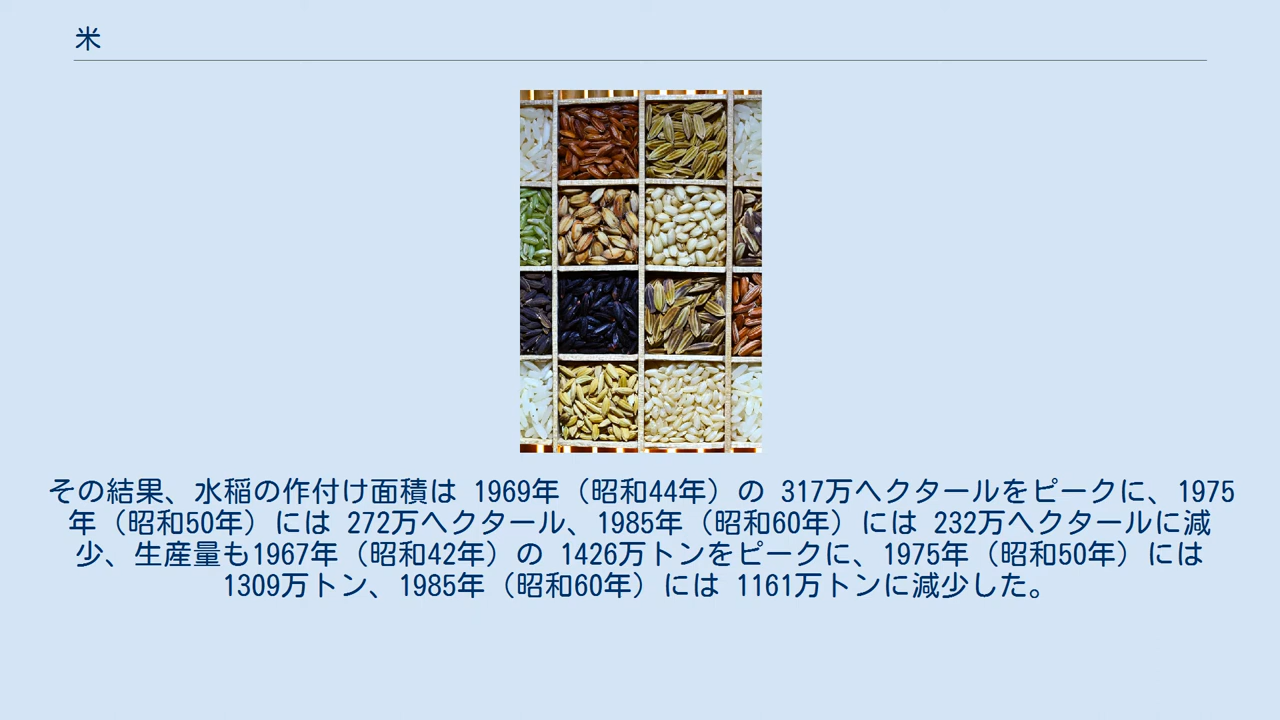 米
その結果、水稲の作付け面積は 1969年（昭和44年）の 317万ヘクタールをピークに、1975
年（昭和50年）には 272万ヘクタール、1985年（昭和60年）には 232万ヘクタールに減
少、生産量も1967年（昭和42年）の 1426万トンをピークに、1975年（昭和50年）には
1309万トン、1985年（昭和60年）には 1161万トンに減少した。